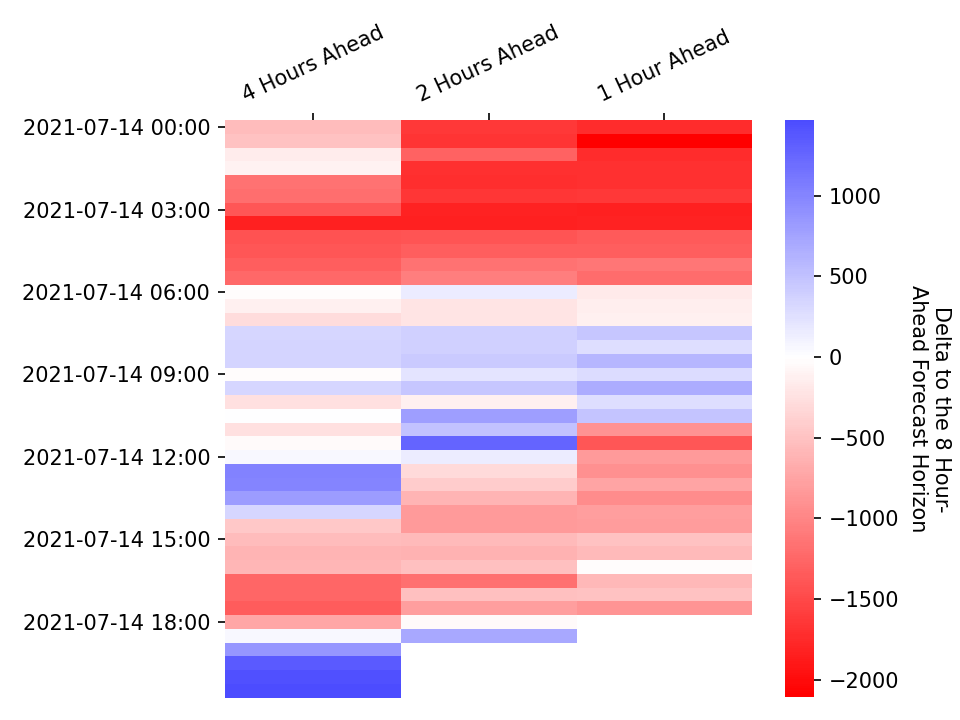 4 Hours Ahead
2 Hours Ahead
1 Hour Ahead
2021-07-14 00:00
2021-07-14 03:00
2021-07-14 06:00
2021-07-14 09:00
2021-07-14 12:00
2021-07-14 15:00
2021-07-14 18:00
1000
500
0
−500
−1000
−1500
−2000
Delta to the 8 Hour-
Ahead Forecast Horizon